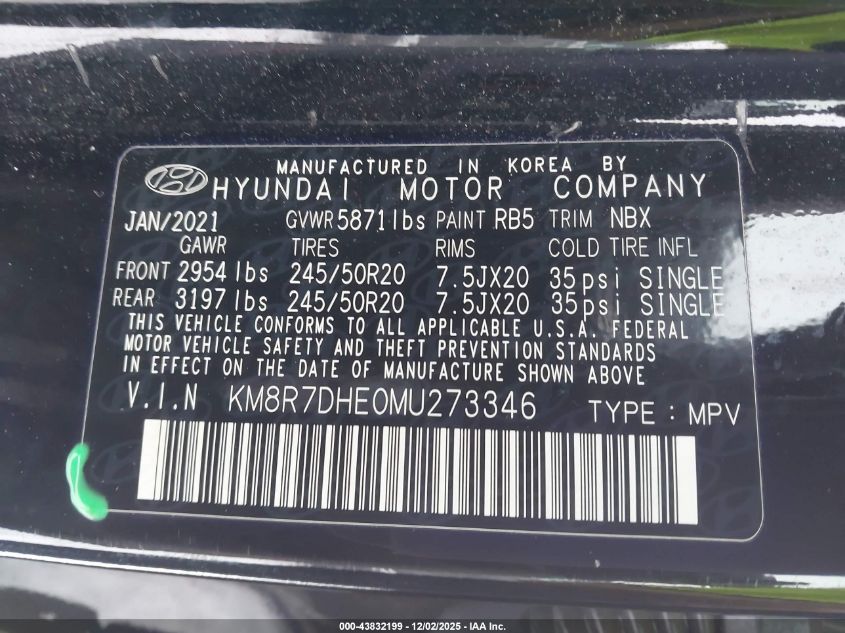 MANUFACTURED IN KOREA BY
HYUNDAI MOTOR COMPANY
JAN/2021 GVWR 5871lbs PAINT RB5 TRIM NBX
GAWR TIRES RIMS COLD TIRE INFL
FRONT 2954 lbs 245/50R20 7.5JX20 35psi SINGLE
REAR 3197 lbs 245/50R20 7.5JX20 35psi SINGLE
THIS VEHICLE CONFORMS TO ALL APPLICABLE U.S.A. FEDERAL
MOTOR VEHICLE SAFETY AND THEFT PREVENTION STANDARDS
IN EFFECT ON THE DATE OF MANUFACTURE SHOWN ABOVE
V.I.N KM8R7DHE0MU273346 TYPE : MPV
000-43832199 - 12/02/2025 - IAA Inc.